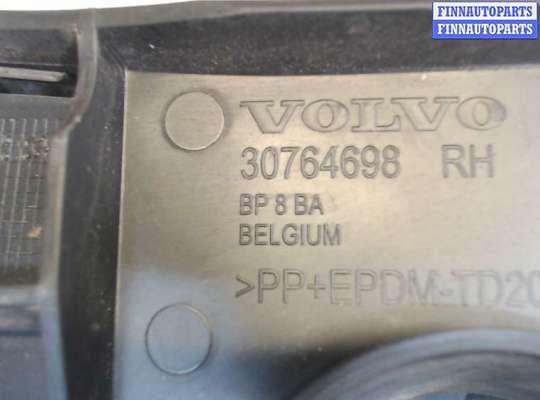 FINNAUTOPARTS
FINNAUTOPARTS
VOLVO
30764698 RH
BP 8 BA
BELGIUM
>PP+EPDM-TD20